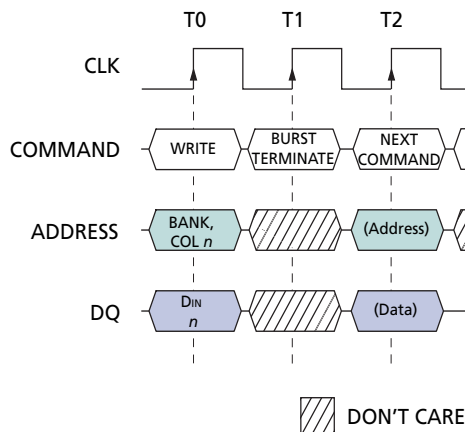 T0 T1 T2
CLK
COMMAND WRITE BURST TERMINATE NEXT COMMAND
ADDRESS BANK, COL n (Address)
DQ DIN n (Data)
DON'T CARE